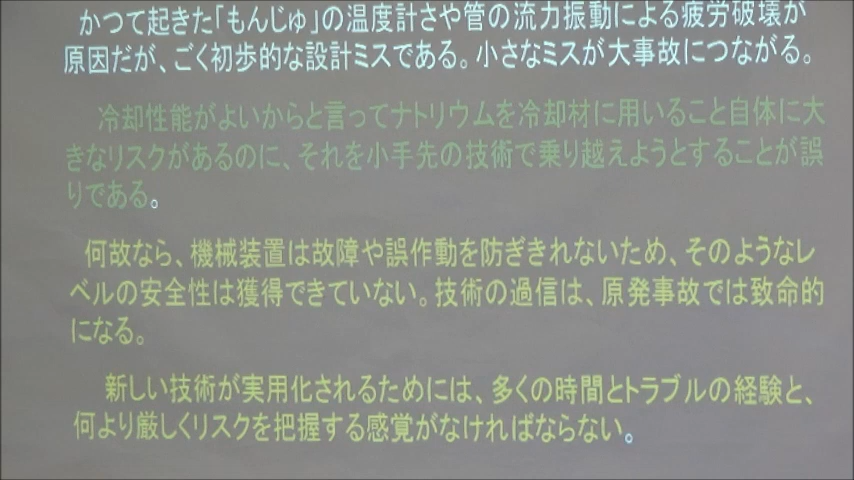 かつて起きた「もんじゅ」の温度計さや管の流力振動による疲労破壊が
原因だが、ごく初歩的な設計ミスである。小さなミスが大事故につながる。
冷却性能がよいからと言ってナトリウムを冷却材に用いること自体に大
きなリスクがあるのに、それを小手先の技術で乗り越えようとすることが誤
りである。
何故なら、機械装置は故障や誤作動を防ぎきれないため、そのようなレ
ベルの安全性は獲得できていない。技術の過信は、原発事故では致命的
になる。
新しい技術が実用化されるためには、多くの時間とトラブルの経験と、
何より厳しくリスクを把握する感覚がなければならない。